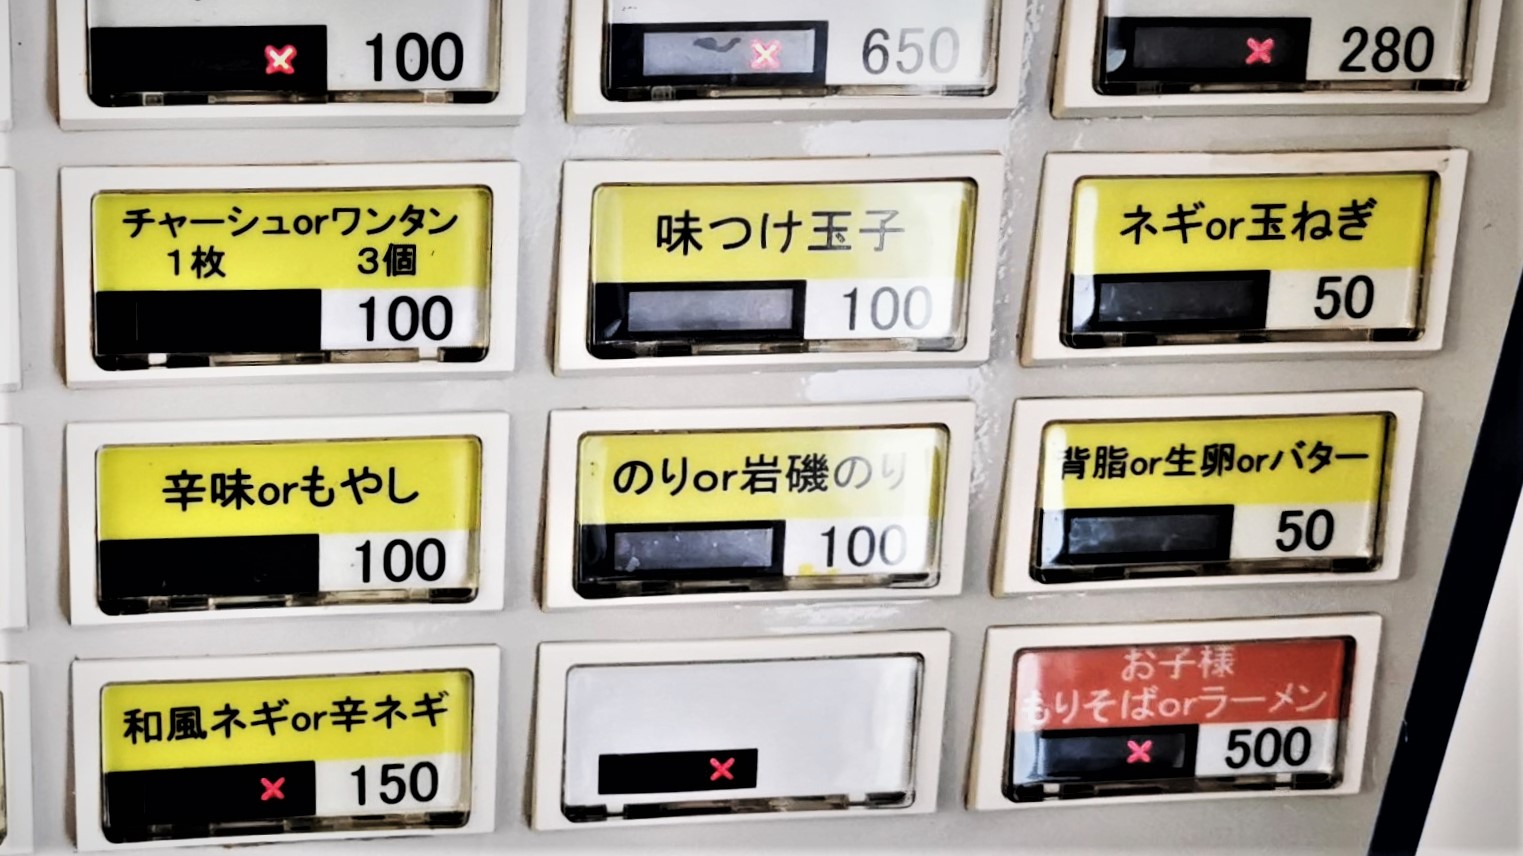 100
650
280
チャーシューorワンタン
1枚 3個
100
味つけ玉子
100
ネギor玉ねぎ
50
辛味orもやし
100
のりor岩磯のり
100
背脂or生卵orバター
50
和風ネギor辛ネギ
150
お子様
もりそばorラーメン
500